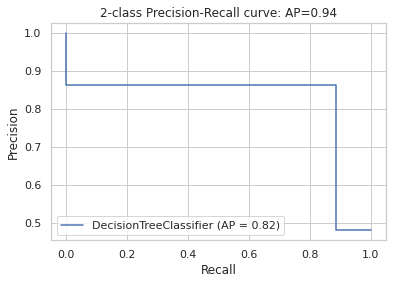 2-class Precision-Recall curve: AP=0.94
1.0
0.9
0.8
0.7
0.6
0.5
Precision
DecisionTreeClassifier (AP = 0.82)
0.0 0.2 0.4 0.6 0.8 1.0
Recall